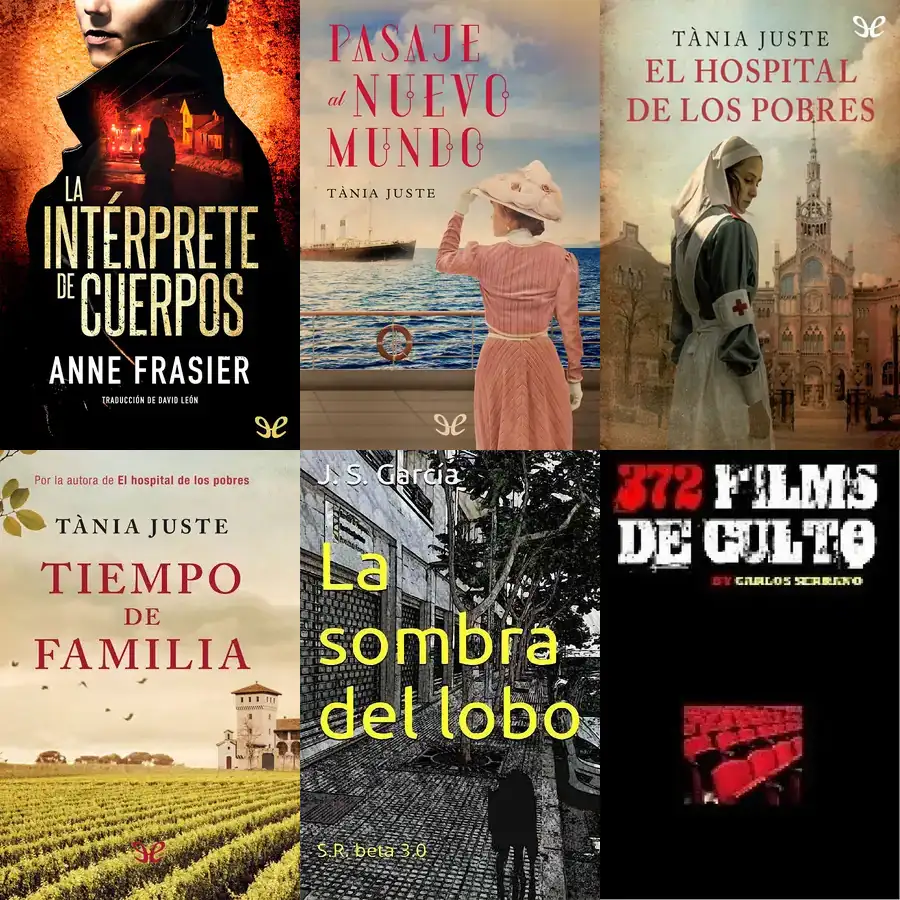 LA
INTÉRPRETE
DE
CUERPOS
ANNE FRASIER
TRADUCCIÓN DE DAVID LEÓN
PASAJE
al NUEVO
MUNDO
TÀNIA JUSTE
TÀNIA JUSTE
EL HOSPITAL
DE LOS POBRES
Por la autora de El hospital de los pobres
TÀNIA JUSTE
TIEMPO
DE
FAMILIA
J. S. García
La
sombra
del lobo
S.R. beta 3.0
372 FILMS
DE CULTO
BY CARLOS SERRANO